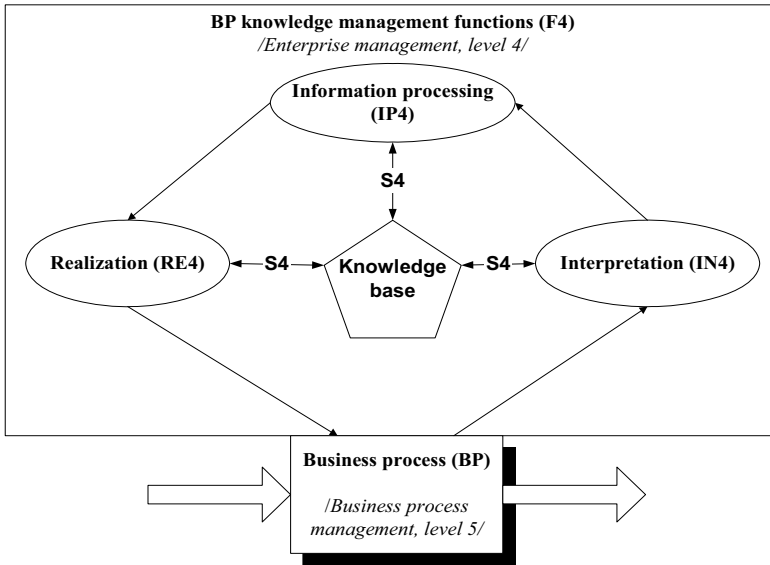 BP knowledge management functions (F4)
/Enterprise management, level 4/
Information processing
(IP4)
S4
Realization (RE4)
S4
Knowledge
base
S4
Interpretation (IN4)
Business process (BP)
/Business process
management, level 5/